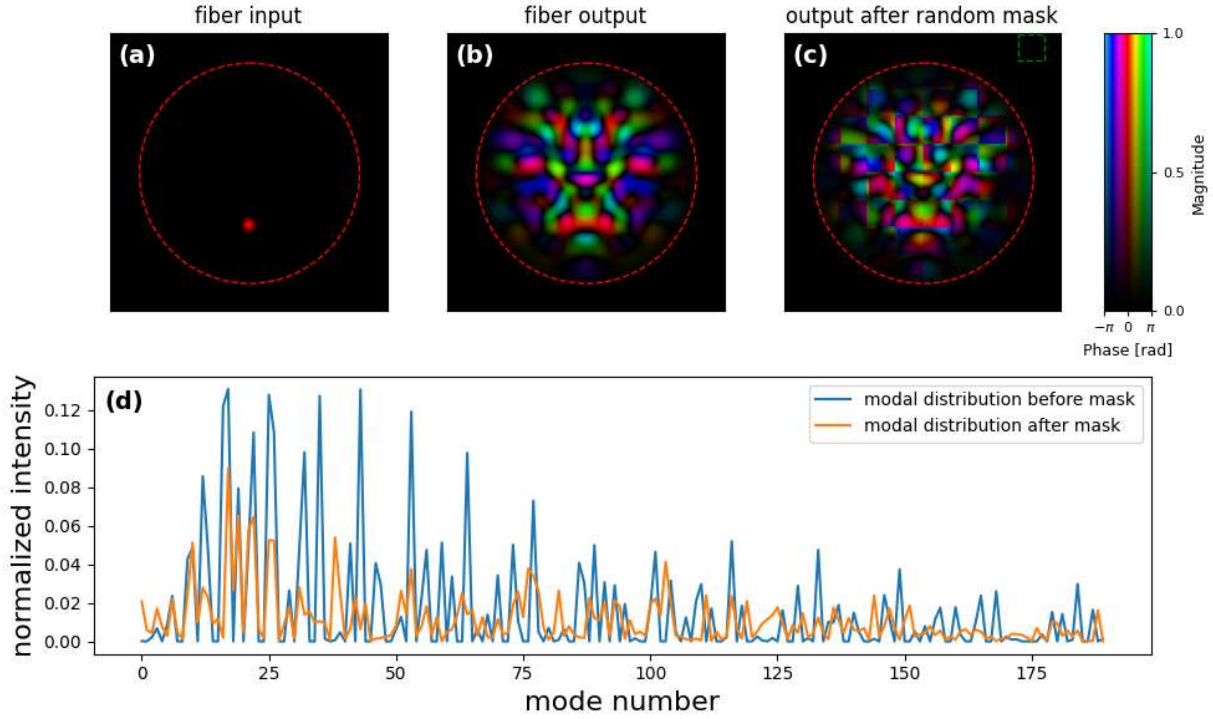 fiber input
fiber output
output after random mask
(a)
(b)
(c)
1.0
0.5
0.0
Magnitude
−π 0 π
Phase [rad]
(d)
modal distribution before mask
modal distribution after mask
normalized intensity
0.12
0.10
0.08
0.06
0.04
0.02
0.00
0 25 50 75 100 125 150 175
mode number